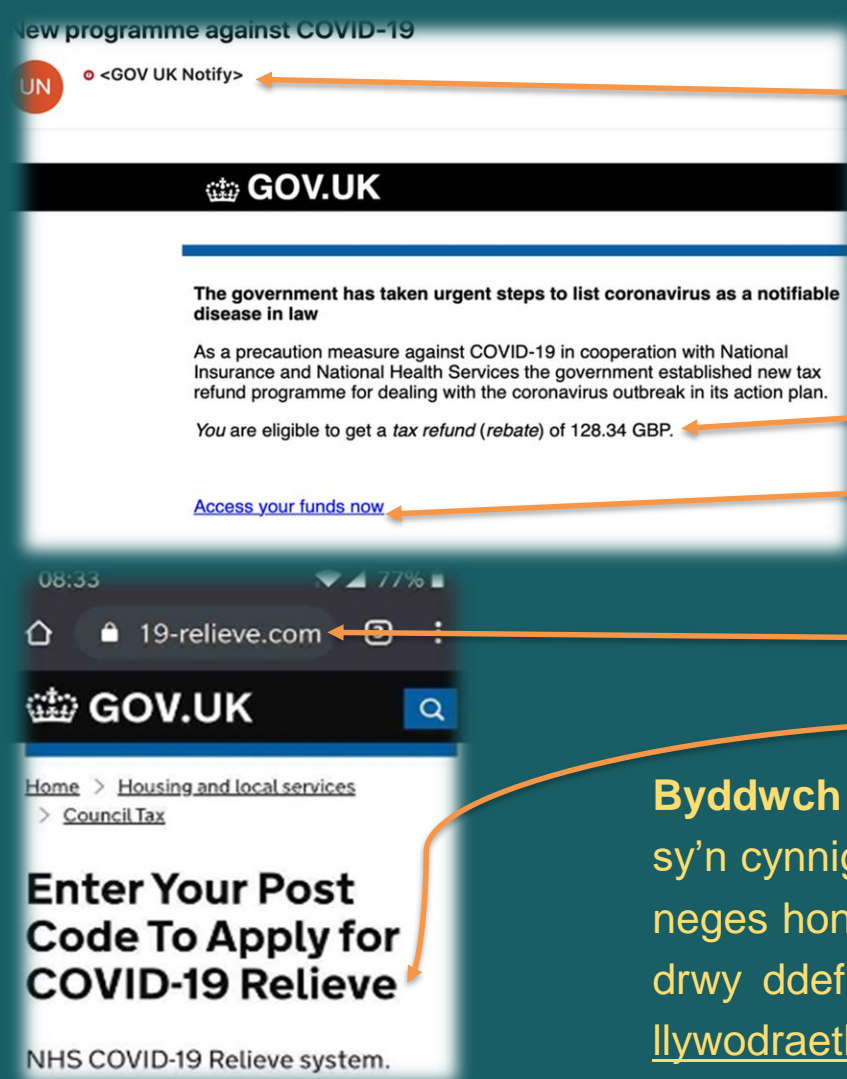 New programme against COVID-19
UN
<GOV UK Notify>
GOV.UK
The government has taken urgent steps to list coronavirus as a notifiable
disease in law
As a precaution measure against COVID-19 in cooperation with National
Insurance and National Health Services the government established new tax
refund programme for dealing with the coronavirus outbreak in its action plan.
You are eligible to get a tax refund (rebate) of 128.34 GBP.
Access your funds now
08:33 77%
19-relieve.com
GOV.UK
Home > Housing and local services
> Council Tax
Enter Your Post
Code To Apply for
COVID-19 Relieve
NHS COVID-19 Relieve system.
Byddwch
sy'n
neges
drwy